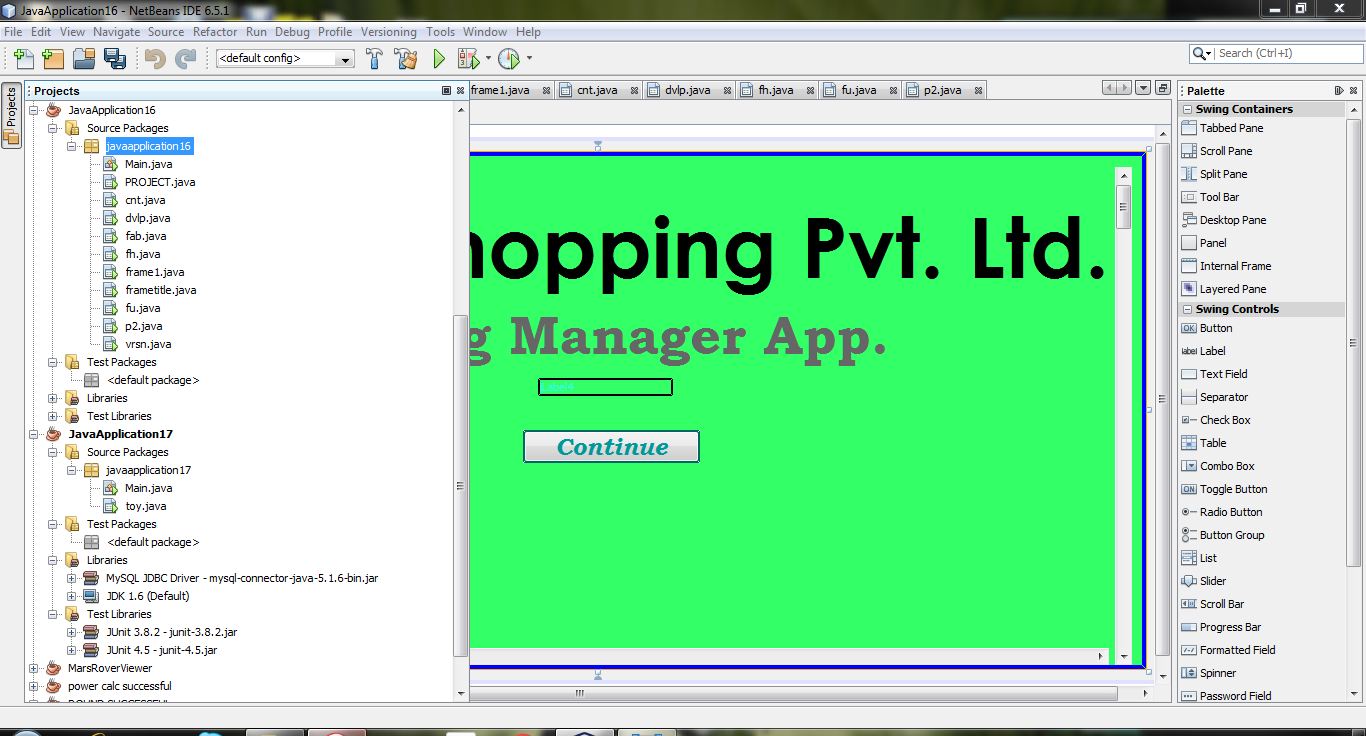 JavaApplication16 - NetBeans IDE 6.5.1
File Edit View Navigate Source Refactor Run Debug Profile Versioning Tools Window Help
<default config>
Search (Ctrl+I)
Projects
Projects
JavaApplication16
Source Packages
javaapplication16
Main.java
PROJECT.java
cnt.java
dvlp.java
fab.java
fh.java
frame1.java
frametitle.java
fu.java
p2.java
vrsn.java
Test Packages
<default package>
Libraries
Test Libraries
JavaApplication17
Source Packages
javaapplication17
Main.java
toy.java
Test Packages
<default package>
Libraries
MySQL JDBC Driver - mysql-connector-java-5.1.6-bin.jar
JDK 1.6 (Default)
Test Libraries
JUnit 3.8.2 - junit-3.8.2.jar
JUnit 4.5 - junit-4.5.jar
MarsRoverViewer
power calc successful
frame1.java cnt.java dvlp.java fh.java fu.java p2.java
hopping Pvt. Ltd.
g Manager App.
Continue
Palette
Swing Containers
Tabbed Pane
Scroll Pane
Split Pane
Tool Bar
Desktop Pane
Panel
Internal Frame
Layered Pane
Swing Controls
OK Button
label Label
Text Field
Separator
Check Box
Table
Combo Box
ON Toggle Button
Radio Button
Button Group
List
Slider
Scroll Bar
Progress Bar
Formatted Field
Spinner
Password Field